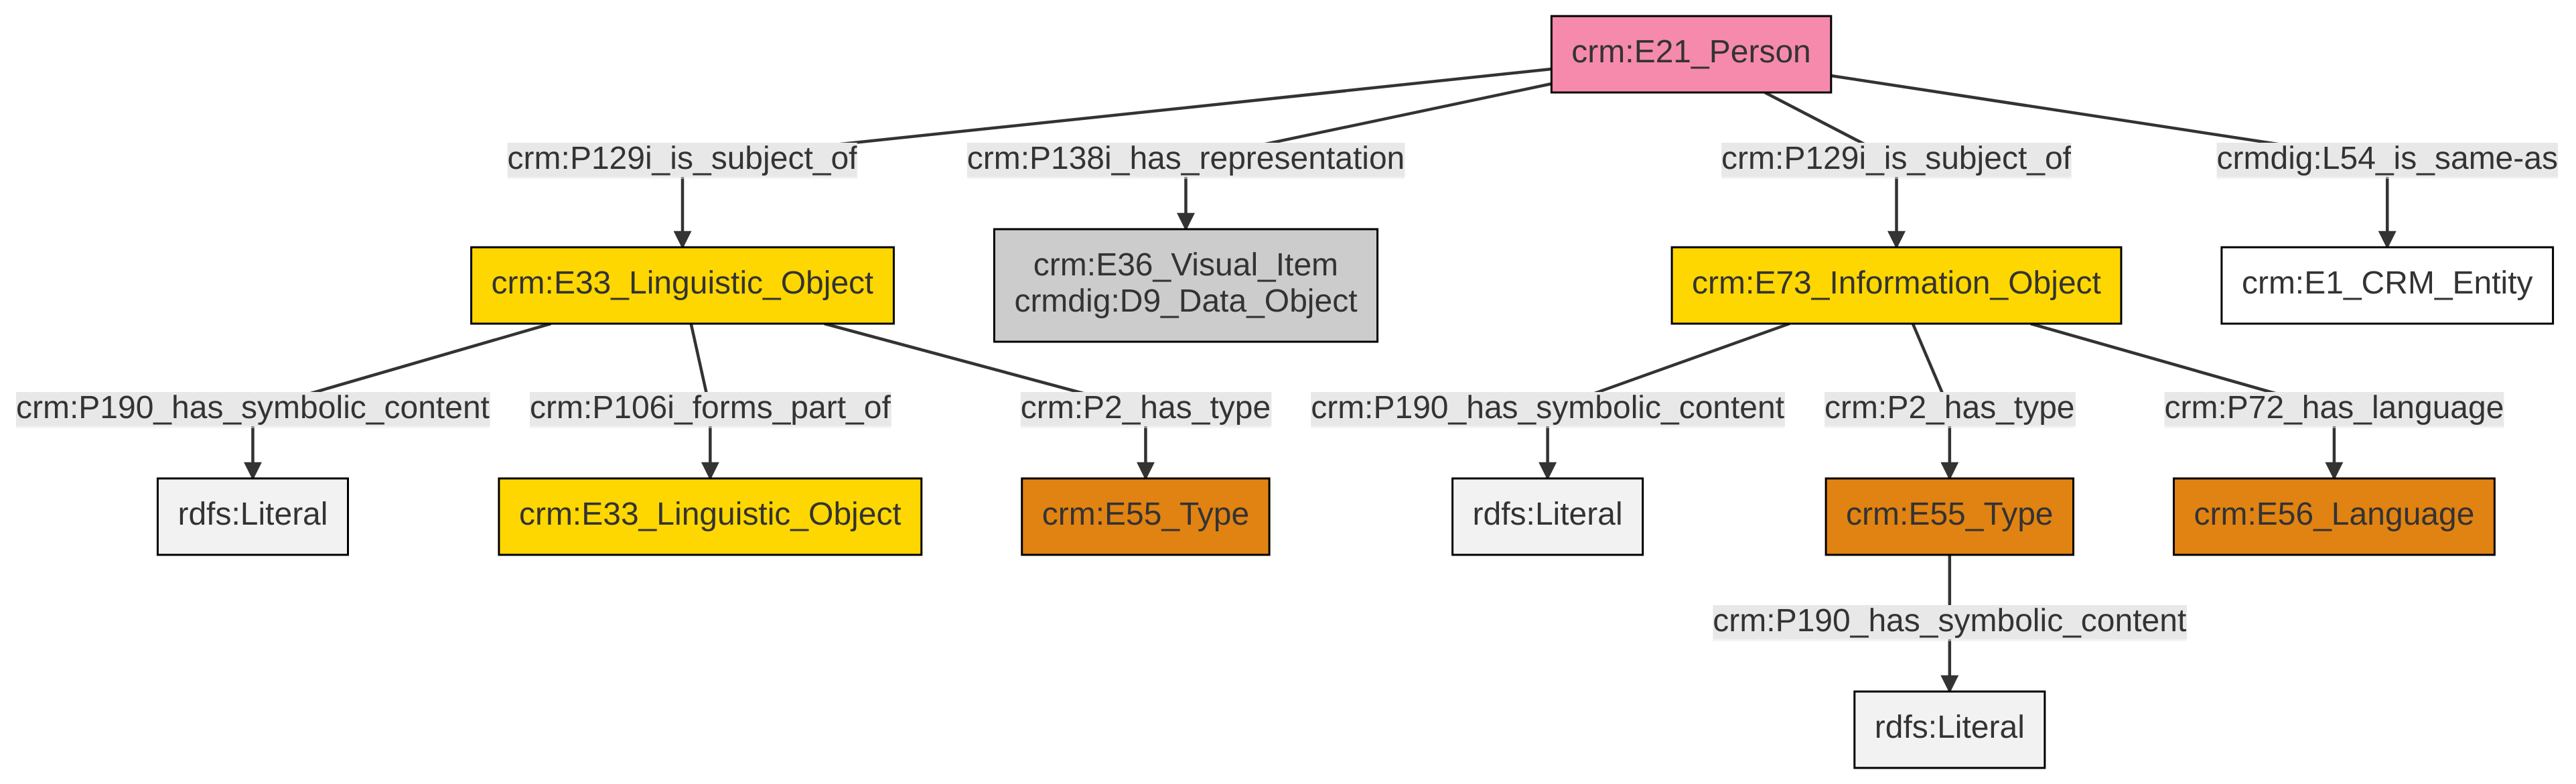 crm:E21_Person
crm:P129i_is_subject_of
crm:P138i_has_representation
crm:P129i_is_subject_of
crmdig:L54_is_same-as
crm:E33_Linguistic_Object
crm:E36_Visual_Item
crmdig:D9_Data_Object
crm:E73_Information_Object
crm:E1_CRM_Entity
crm:P190_has_symbolic_content
crm:P106i_forms_part_of
crm:P2_has_type
crm:P190_has_symbolic_content
crm:P2_has_type
crm:P72_has_language
rdfs:Literal
crm:E33_Linguistic_Object
crm:E55_Type
rdfs:Literal
crm:E55_Type
crm:E56_Language
crm:P190_has_symbolic_content
rdfs:Literal